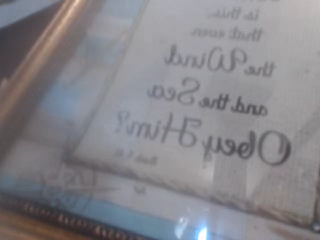 is this,
that even
the Wind
and the Sea
Obey Him?